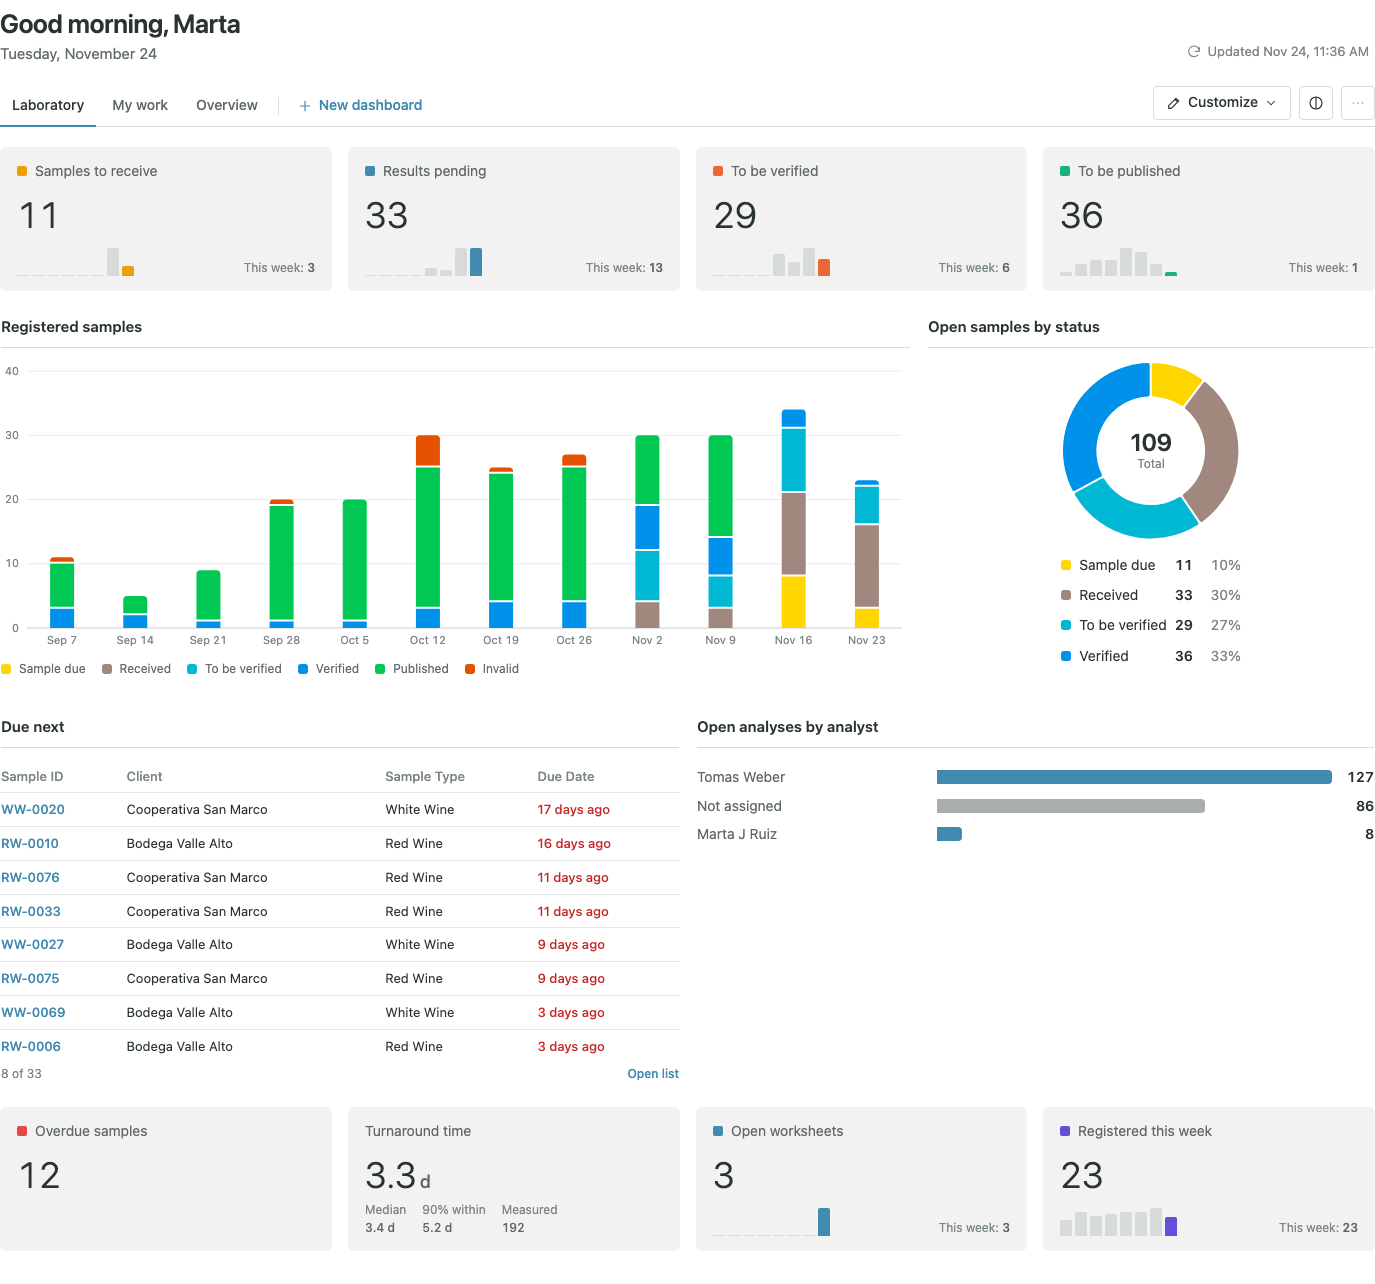 Good morning, Marta
Tuesday, November 24
Updated Nov 24, 11:36 AM
Laboratory
My work
Overview
+ New dashboard
Customize
...
Samples to receive
11
This week: 3
Results pending
33
This week: 13
To be verified
29
This week: 6
To be published
36
This week: 1
Registered samples
40
30
20
10
0
Sep 7
Sep 14
Sep 21
Sep 28
Oct 5
Oct 12
Oct 19
Oct 26
Nov 2
Nov 9
Nov 16
Nov 23
Sample due
Received
To be verified
Verified
Published
Invalid
Open samples by status
109
Total
Sample due 11 10%
Received 33 30%
To be verified 29 27%
Verified 36 33%
Due next
Sample ID Client Sample Type Due Date
WW-0020 Cooperativa San Marco White Wine 17 days ago
RW-0010 Bodega Valle Alto Red Wine 16 days ago
RW-0076 Cooperativa San Marco Red Wine 11 days ago
RW-0033 Cooperativa San Marco Red Wine 11 days ago
WW-0027 Bodega Valle Alto White Wine 9 days ago
RW-0075 Cooperativa San Marco Red Wine 9 days ago
WW-0069 Bodega Valle Alto White Wine 3 days ago
RW-0006 Bodega Valle Alto Red Wine 3 days ago
8 of 33
Open list
Open analyses by analyst
Tomas Weber 127
Not assigned 86
Marta J Ruiz 8
Overdue samples
12
Turnaround time
3.3 d
Median 90% within Measured
3.4 d 5.2 d 192
Open worksheets
3
This week: 3
Registered this week
23
This week: 23